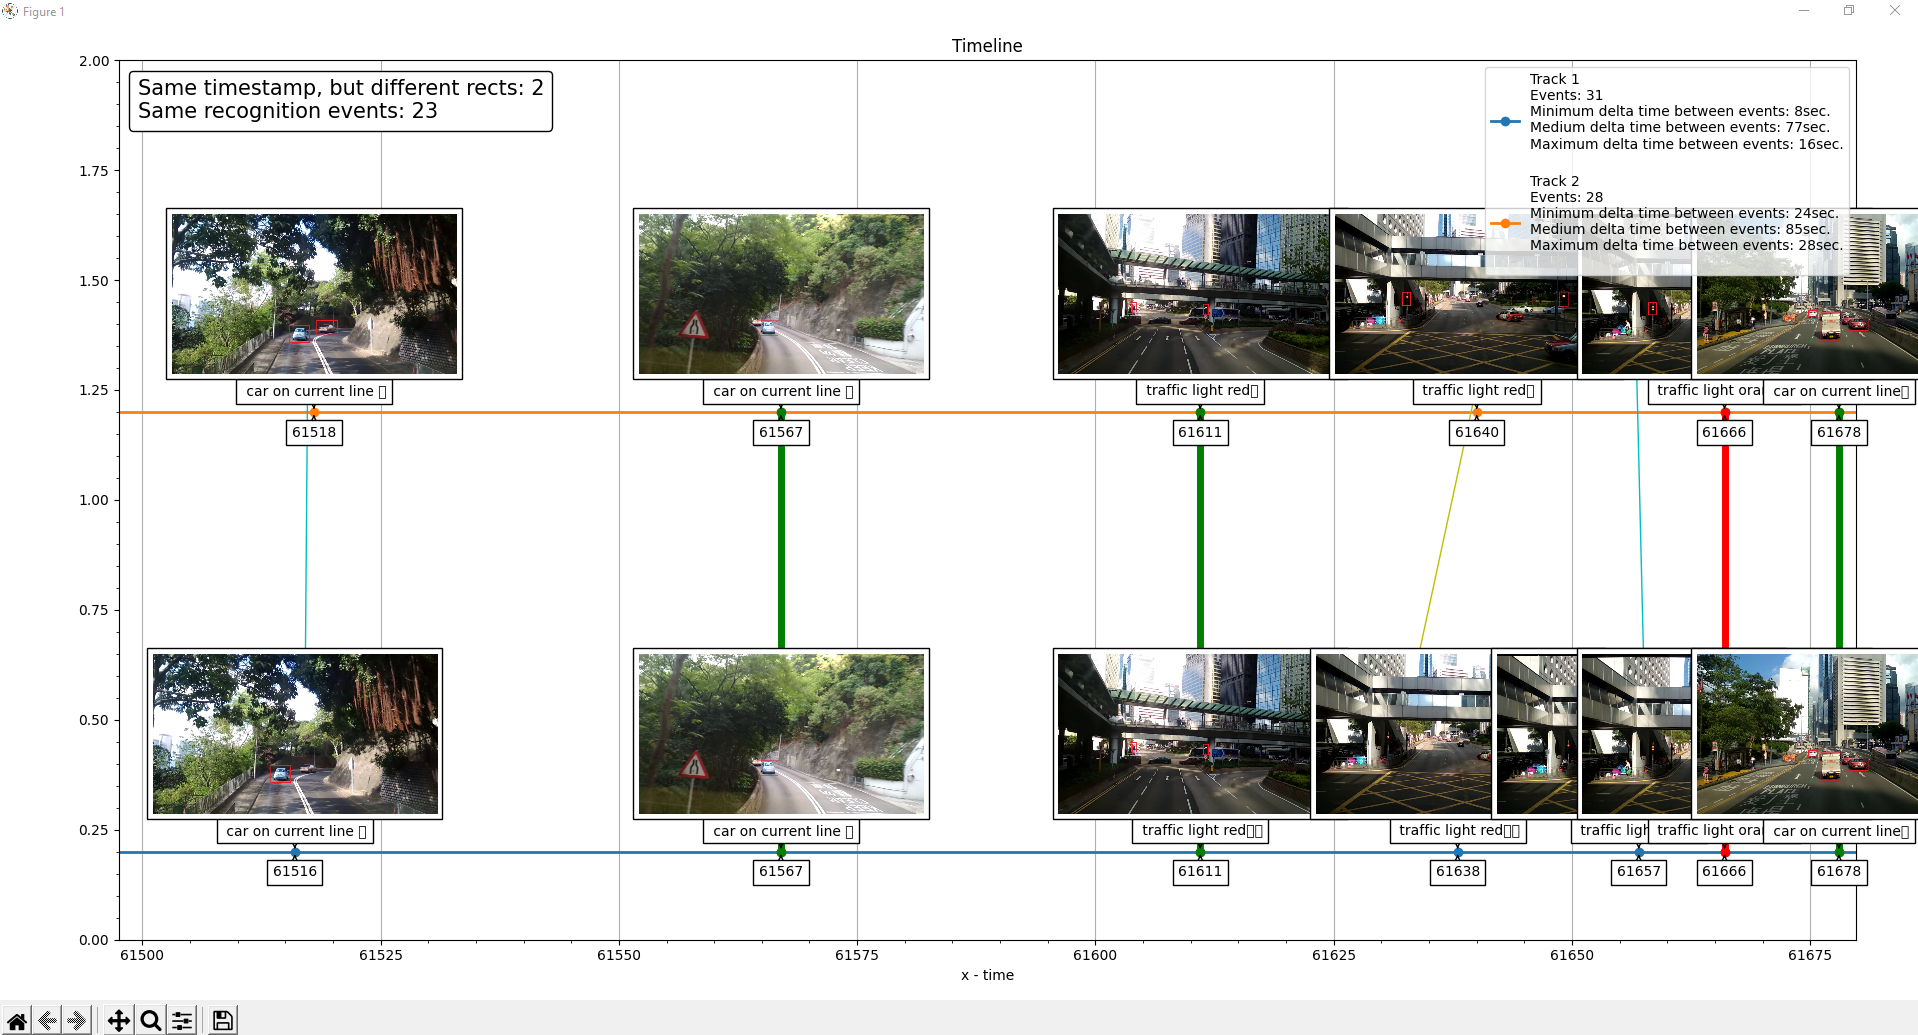 Figure 1
Timeline
2.00
1.75
1.50
1.25
1.00
0.75
0.50
0.25
0.00
Same timestamp, but different rects: 2
Same recognition events: 23
Track 1
Events: 31
Minimum delta time between events: 8sec.
Medium delta time between events: 77sec.
Maximum delta time between events: 16sec.
Track 2
Events: 28
Minimum delta time between events: 24sec.
Medium delta time between events: 85sec.
Maximum delta time between events: 28sec.
car on current line
car on current line
traffic light red
traffic light red
traffic light
car on current line
61518
61567
61611
61640
61666
61678
car on current line
car on current line
traffic light red
traffic light red
traffic
traffic light
car on current line
61516
61567
61611
61638
61657
61666
61678
61500
61525
61550
61575
61600
61625
61650
61675
x - time